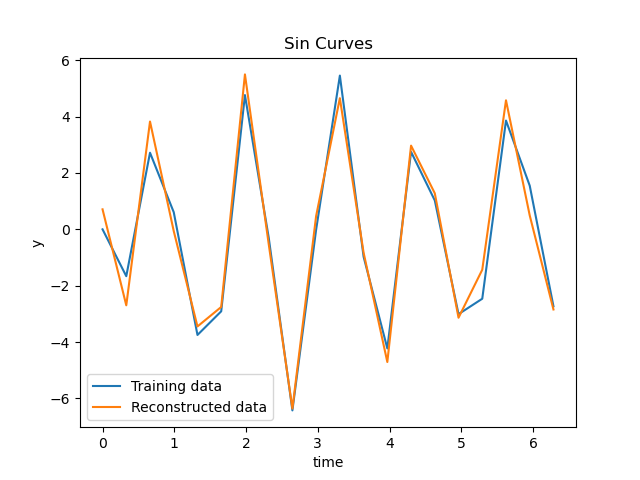 Sin Curves
6
4
2
0
−2
−4
−6
y
Training data
Reconstructed data
0 1 2 3 4 5 6
time